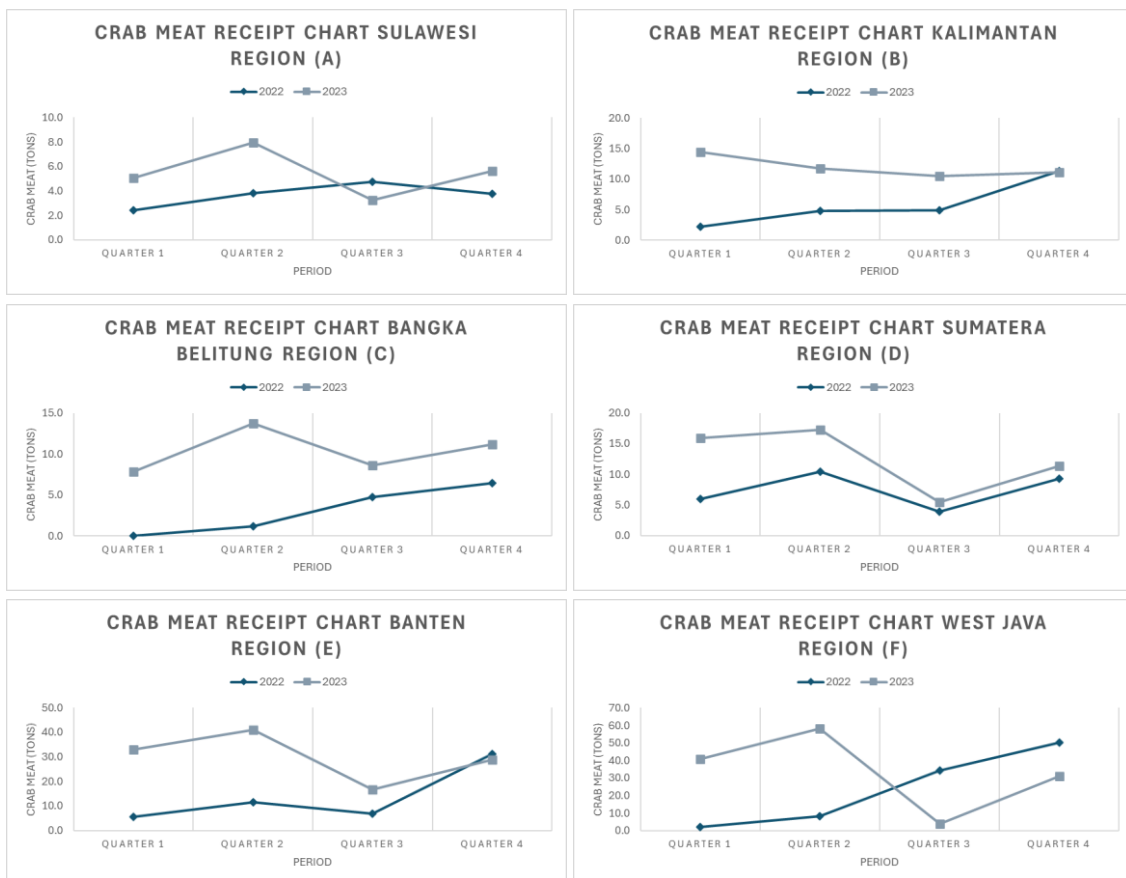 CRAB MEAT RECEIPT CHART SULAWESI
REGION (A)
2022 2023
CRAB MEAT (TONS)
10.0
8.0
6.0
4.0
2.0
0.0
QUARTER 1 QUARTER 2 QUARTER 3 QUARTER 4
PERIOD
CRAB MEAT RECEIPT CHART KALIMANTAN
REGION (B)
2022 2023
CRAB MEAT (TONS)
20.0
15.0
10.0
5.0
0.0
QUARTER 1 QUARTER 2 QUARTER 3 QUARTER 4
PERIOD
CRAB MEAT RECEIPT CHART BANGKA
BELITUNG REGION (C)
2022 2023
CRAB MEAT (TONS)
15.0
10.0
5.0
0.0
QUARTER 1 QUARTER 2 QUARTER 3 QUARTER 4
PERIOD
CRAB MEAT RECEIPT CHART SUMATERA
REGION (D)
2022 2023
CRAB MEAT (TONS)
20.0
15.0
10.0
5.0
0.0
QUARTER 1 QUARTER 2 QUARTER 3 QUARTER 4
PERIOD
CRAB MEAT RECEIPT CHART BANTEN
REGION (E)
2022 2023
CRAB MEAT (TONS)
50.0
40.0
30.0
20.0
10.0
0.0
QUARTER 1 QUARTER 2 QUARTER 3 QUARTER 4
PERIOD
CRAB MEAT RECEIPT CHART WEST JAVA
REGION (F)
2022 2023
CRAB MEAT (TONS)
70.0
60.0
50.0
40.0
30.0
20.0
10.0
0.0
QUARTER 1 QUARTER 2 QUARTER 3 QUARTER 4
PERIOD